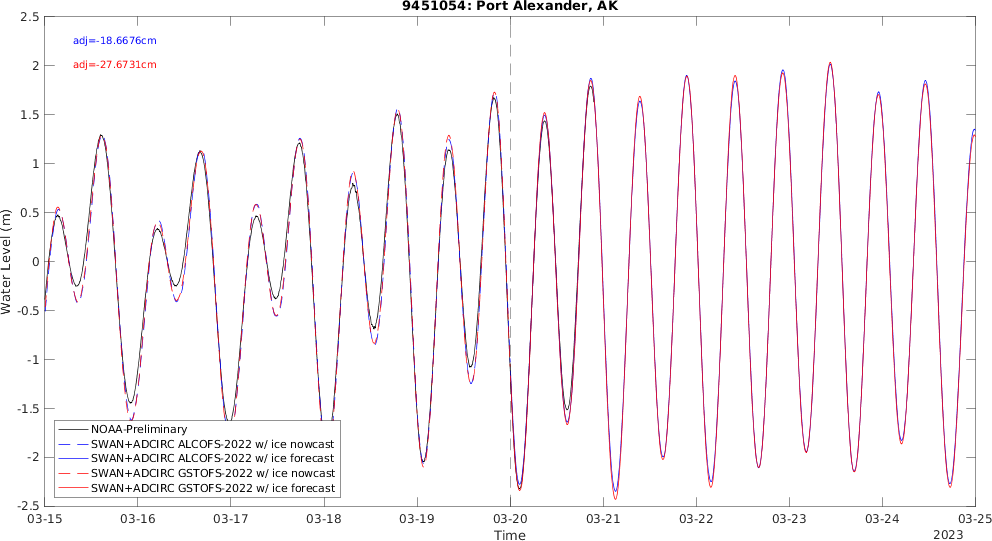 9451054: Port Alexander, AK
2.5
2
1.5
1
0.5
0
-0.5
-1
-1.5
-2
-2.5
Water Level (m)
adj=-18.6676cm
adj=-27.6731cm
NOAA-Preliminary
SWAN+ADCIRC ALCOFS-2022 w/ ice nowcast
SWAN+ADCIRC ALCOFS-2022 w/ ice forecast
SWAN+ADCIRC GSTOFS-2022 w/ ice nowcast
SWAN+ADCIRC GSTOFS-2022 w/ ice forecast
03-15 03-16 03-17 03-18 03-19 03-20 03-21 03-22 03-23 03-24 03-25
Time
2023